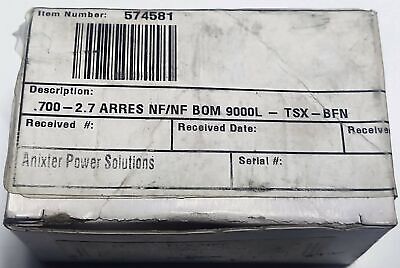 Item Number: 574581
Description:
.700-2.7 ARRES NF/NF BOM 9000L - TSX-BFN
Received #: Received Date: Received
Anixter Power Solutions Serial #: